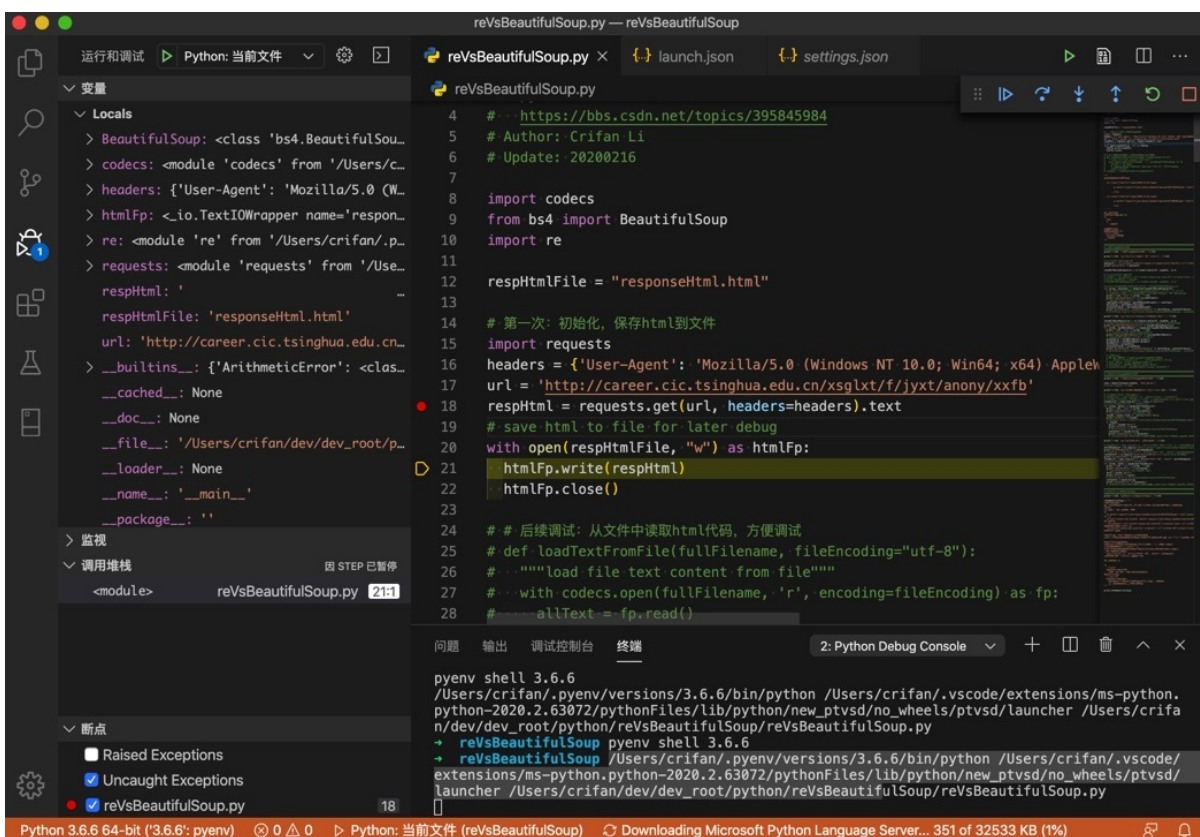 reVsBeautifulSoup.py — reVsBeautifulSoup
运行和调试 Python: 当前文件
变量
Locals
BeautifulSoup: <class 'bs4.BeautifulSou…
codecs: <module 'codecs' from '/Users/c…
headers: {'User-Agent': 'Mozilla/5.0 (W…
htmlFp: <_io.TextIOWrapper name='respon…
re: <module 're' from '/Users/crifan/.p…
requests: <module 'requests' from '/Use…
respHtml: ' …
respHtmlFile: 'responseHtml.html'
url: 'http://career.cic.tsinghua.edu.cn…
__builtins__: {'ArithmeticError': <clas…
__cached__: None
__doc__: None
__file__: '/Users/crifan/dev/dev_root/p…
__loader__: None
__name__: '__main__'
__package__: ''
监视
调用堆栈 因 STEP 已暂停
<module> reVsBeautifulSoup.py 21:1
断点
Raised Exceptions
Uncaught Exceptions
reVsBeautifulSoup.py 18
1
reVsBeautifulSoup.py launch.json settings.json
reVsBeautifulSoup.py
4 # https://bbs.csdn.net/topics/395845984
5 # Author: Crifan Li
6 # Update: 20200216
7
8 import codecs
9 from bs4 import BeautifulSoup
10 import re
11
12 respHtmlFile = "responseHtml.html"
13
14 # 第一次：初始化，保存html到文件
15 import requests
16 headers = {'User-Agent': 'Mozilla/5.0 (Windows NT 10.0; Win64; x64) AppleW
17 url = 'http://career.cic.tsinghua.edu.cn/xsglxt/f/jyxt/anony/xxfb'
18 respHtml = requests.get(url, headers=headers).text
19 # save html to file for later debug
20 with open(respHtmlFile, "w") as htmlFp:
21 htmlFp.write(respHtml)
22 htmlFp.close()
23
24 # # 后续调试：从文件中读取html代码，方便调试
25 # def loadTextFromFile(fullFilename, fileEncoding="utf-8"):
26 # """load file text content from file"""
27 # with codecs.open(fullFilename, 'r', encoding=fileEncoding) as fp:
28 # allText = fp.read()
问题 输出 调试控制台 终端 2: Python Debug Console
pyenv shell 3.6.6
/Users/crifan/.pyenv/versions/3.6.6/bin/python /Users/crifan/.vscode/extensions/ms-python.
python-2020.2.63072/pythonFiles/lib/python/new_ptvsd/no_wheels/ptvsd/launcher /Users/crifa
n/dev/dev_root/python/reVsBeautifulSoup/reVsBeautifulSoup.py
→ reVsBeautifulSoup pyenv shell 3.6.6
→ reVsBeautifulSoup /Users/crifan/.pyenv/versions/3.6.6/bin/python /Users/crifan/.vscode/
extensions/ms-python.python-2020.2.63072/pythonFiles/lib/python/new_ptvsd/no_wheels/ptvsd/
launcher /Users/crifan/dev/dev_root/python/reVsBeautifulSoup/reVsBeautifulSoup.py
Python 3.6.6 64-bit ('3.6.6': pyenv) 0 0 Python: 当前文件 (reVsBeautifulSoup) Downloading Microsoft Python Language Server... 351 of 32533 KB (1%)